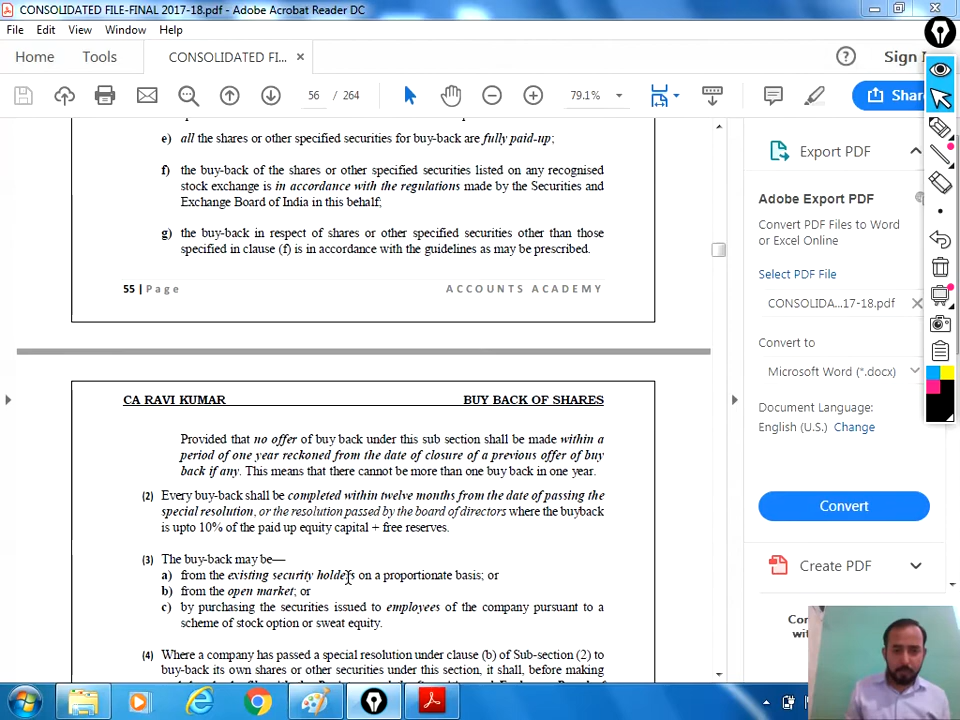 CONSOLIDATED FILE-FINAL 2017-18.pdf - Adobe Acrobat Reader DC
File Edit View Window Help
Home Tools CONSOLIDATED FI... × Sign
56 / 264 79.1% Shar
e) all the shares or other specified securities for buy-back are fully paid-up;
f) the buy-back of the shares or other specified securities listed on any recognised
stock exchange is in accordance with the regulations made by the Securities and
Exchange Board of India in this behalf;
g) the buy-back in respect of shares or other specified securities other than those
specified in clause (f) is in accordance with the guidelines as may be prescribed.
55 | Page ACCOUNTS ACADEMY
CA RAVI KUMAR BUY BACK OF SHARES
Provided that no offer of buy back under this sub section shall be made within a
period of one year reckoned from the date of closure of a previous offer of buy
back if any. This means that there cannot be more than one buy back in one year.
(2) Every buy-back shall be completed within twelve months from the date of passing the
special resolution, or the resolution passed by the board of directors where the buyback
is upto 10% of the paid up equity capital + free reserves.
(3) The buy-back may be—
a) from the existing security holders on a proportionate basis; or
b) from the open market; or
c) by purchasing the securities issued to employees of the company pursuant to a
scheme of stock option or sweat equity.
(4) Where a company has passed a special resolution under clause (b) of Sub-section (2) to
buy-back its own shares or other securities under this section, it shall, before making
Export PDF
Adobe Export PDF
Convert PDF Files to Word
or Excel Online
Select PDF File
CONSOLIDA...17-18.pdf ×
Convert to
Microsoft Word (*.docx)
Document Language:
English (U.S.) Change
Convert
Create PDF